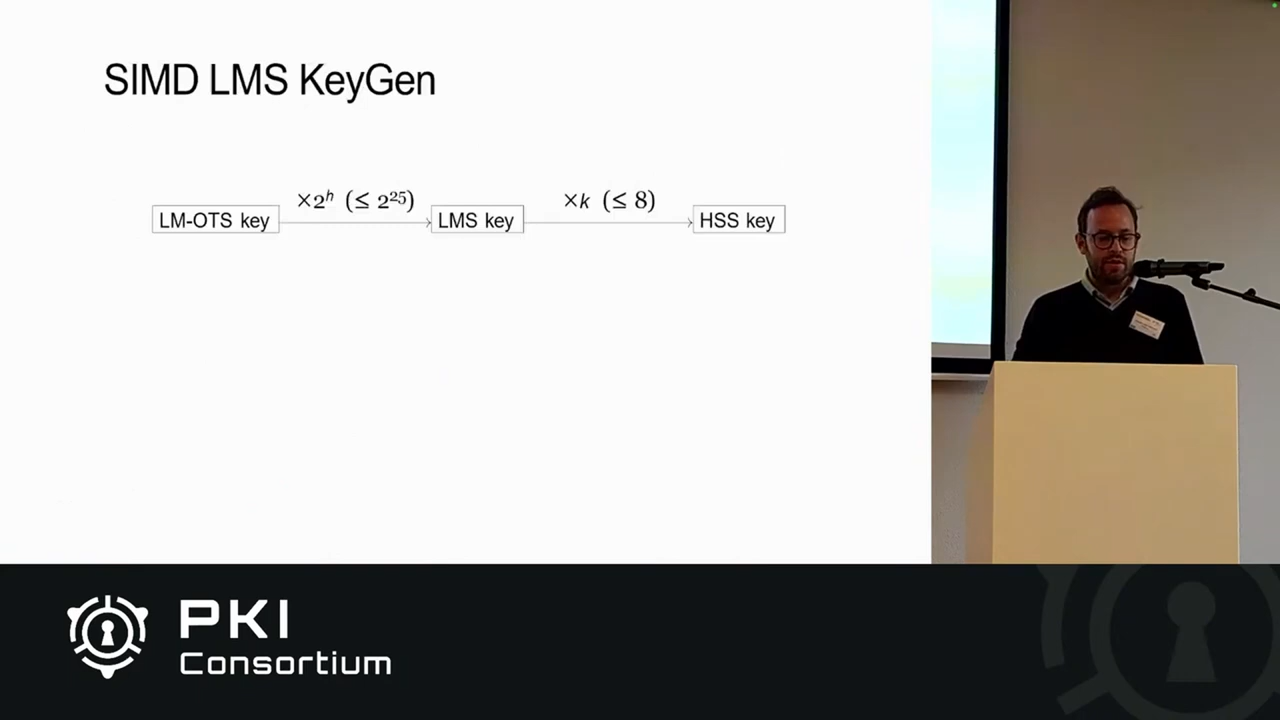 SIMD LMS KeyGen
×2^h (≤ 2^25) ×k (≤ 8)
LM-OTS key LMS key HSS key
PKI
Consortium